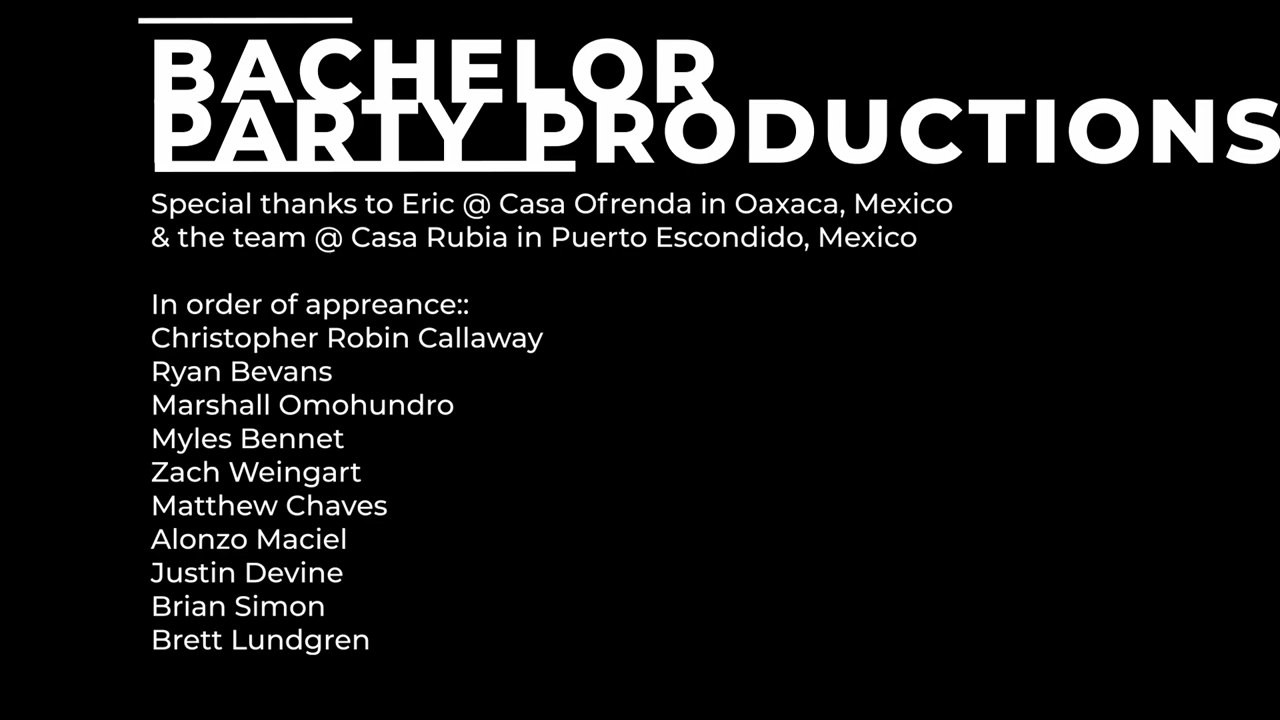 BACHELOR
PARTY PRODUCTIONS
Special thanks to Eric @ Casa Ofrenda in Oaxaca, Mexico
& the team @ Casa Rubia in Puerto Escondido, Mexico
In order of appreance::
Christopher Robin Callaway
Ryan Bevans
Marshall Omohundro
Myles Bennet
Zach Weingart
Matthew Chaves
Alonzo Maciel
Justin Devine
Brian Simon
Brett Lundgren